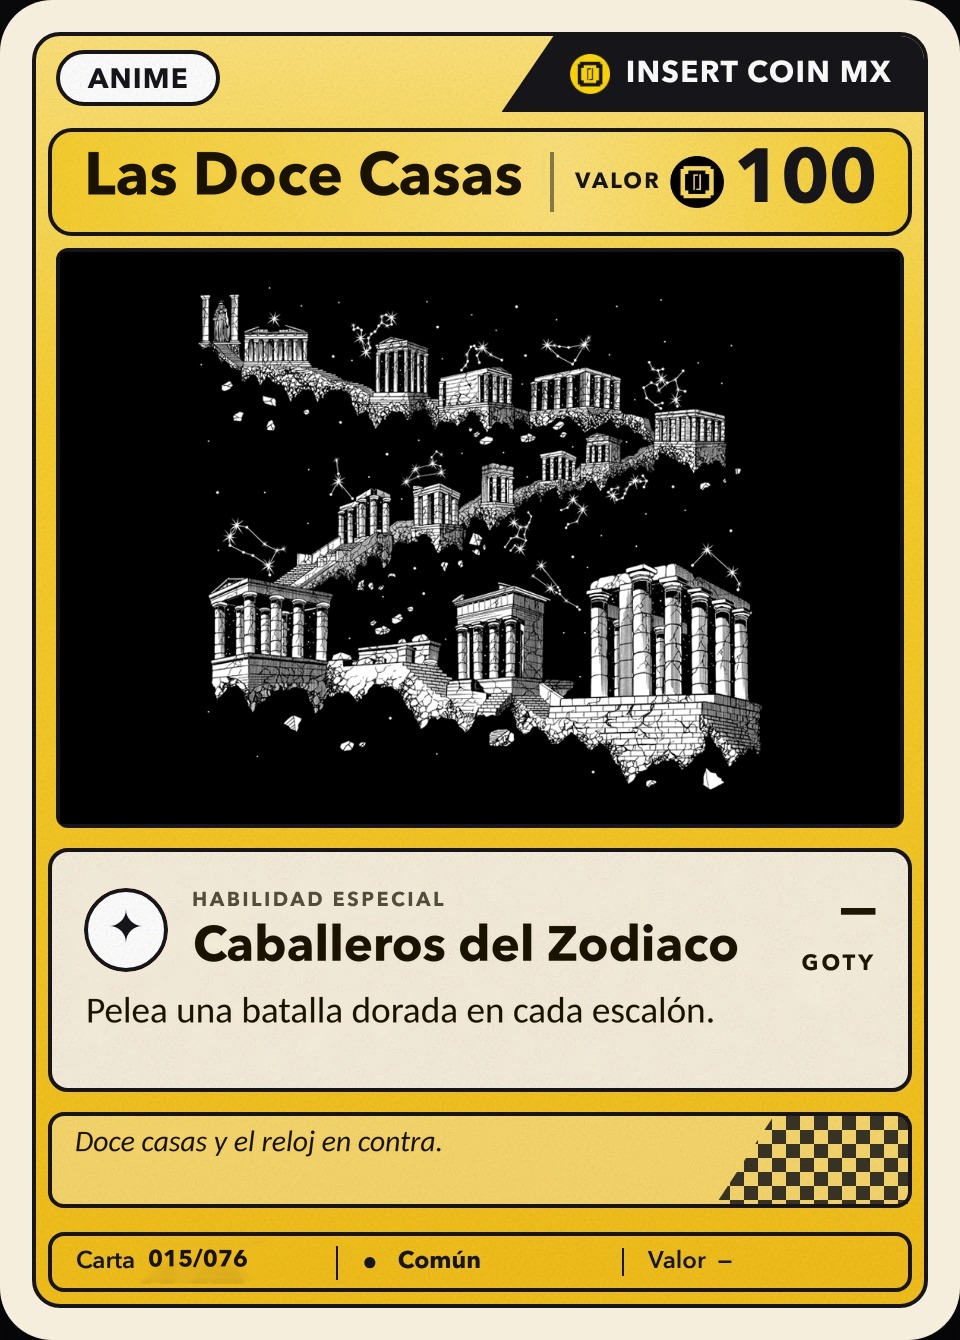 ANIME
INSERT COIN MX
Las Doce Casas
VALOR 100
HABILIDAD ESPECIAL
Caballeros del Zodiaco
—
GOTY
Pelea una batalla dorada en cada escalón.
Doce casas y el reloj en contra.
Carta 015/076
● Común
Valor –